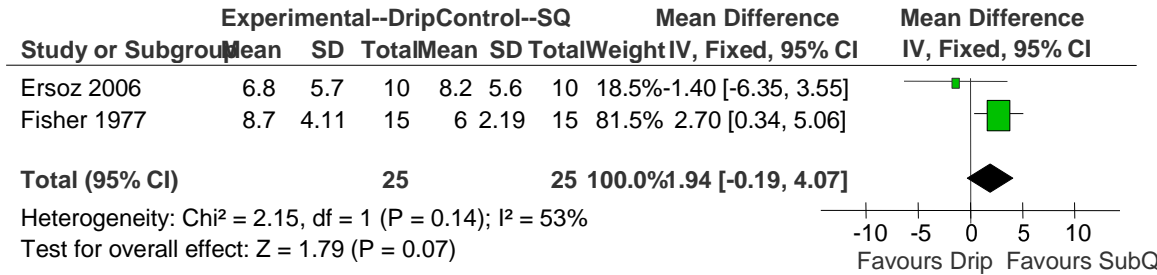 Experimental--Drip Control--SQ Mean Difference Mean Difference
Study or Subgroup Mean SD Total Mean SD Total Weight IV, Fixed, 95% CI IV, Fixed, 95% CI
Ersoz 2006 6.8 5.7 10 8.2 5.6 10 18.5% -1.40 [-6.35, 3.55]
Fisher 1977 8.7 4.11 15 6 2.19 15 81.5% 2.70 [0.34, 5.06]
Total (95% CI) 25 25 100.0% 1.94 [-0.19, 4.07]
Heterogeneity: Chi² = 2.15, df = 1 (P = 0.14); I² = 53%
Test for overall effect: Z = 1.79 (P = 0.07)
-10 -5 0 5 10
Favours Drip Favours SubQ